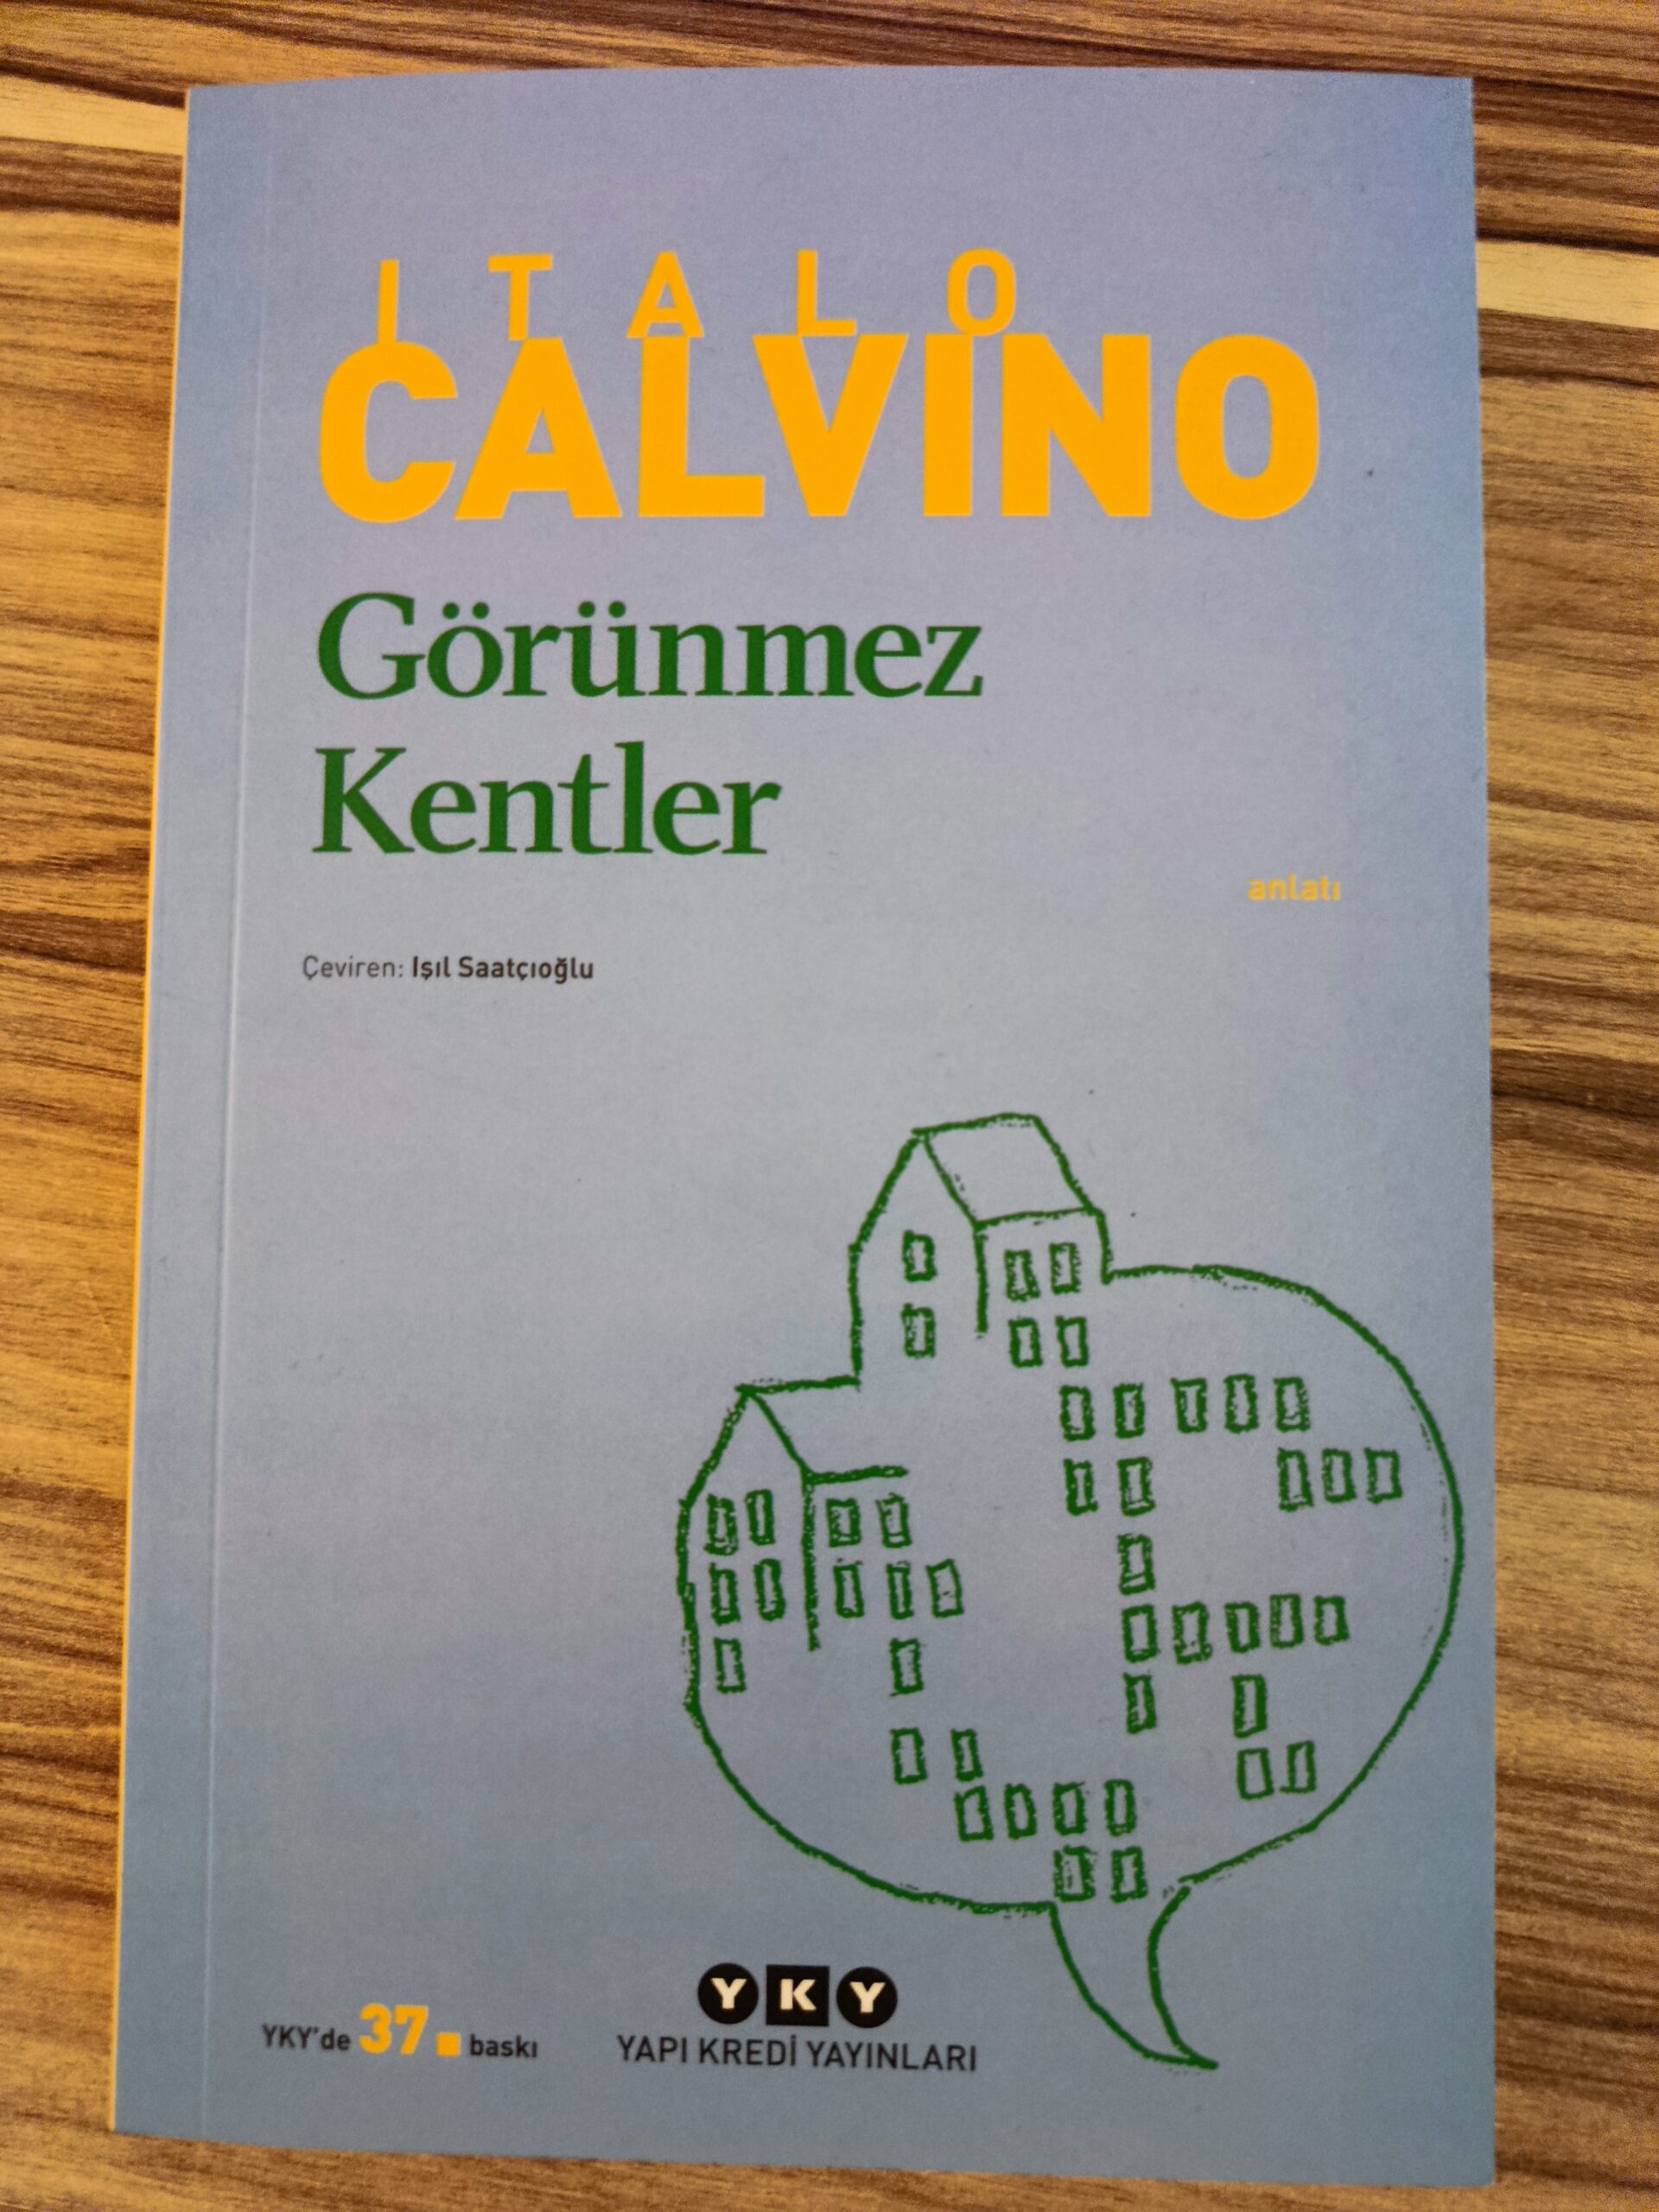 ITALO
CALVINO
Görünmez
Kentler
anlatı
Çeviren: Işıl Saatçıoğlu
YKY
YKY'de 37. baskı
YAPI KREDİ YAYINLARI